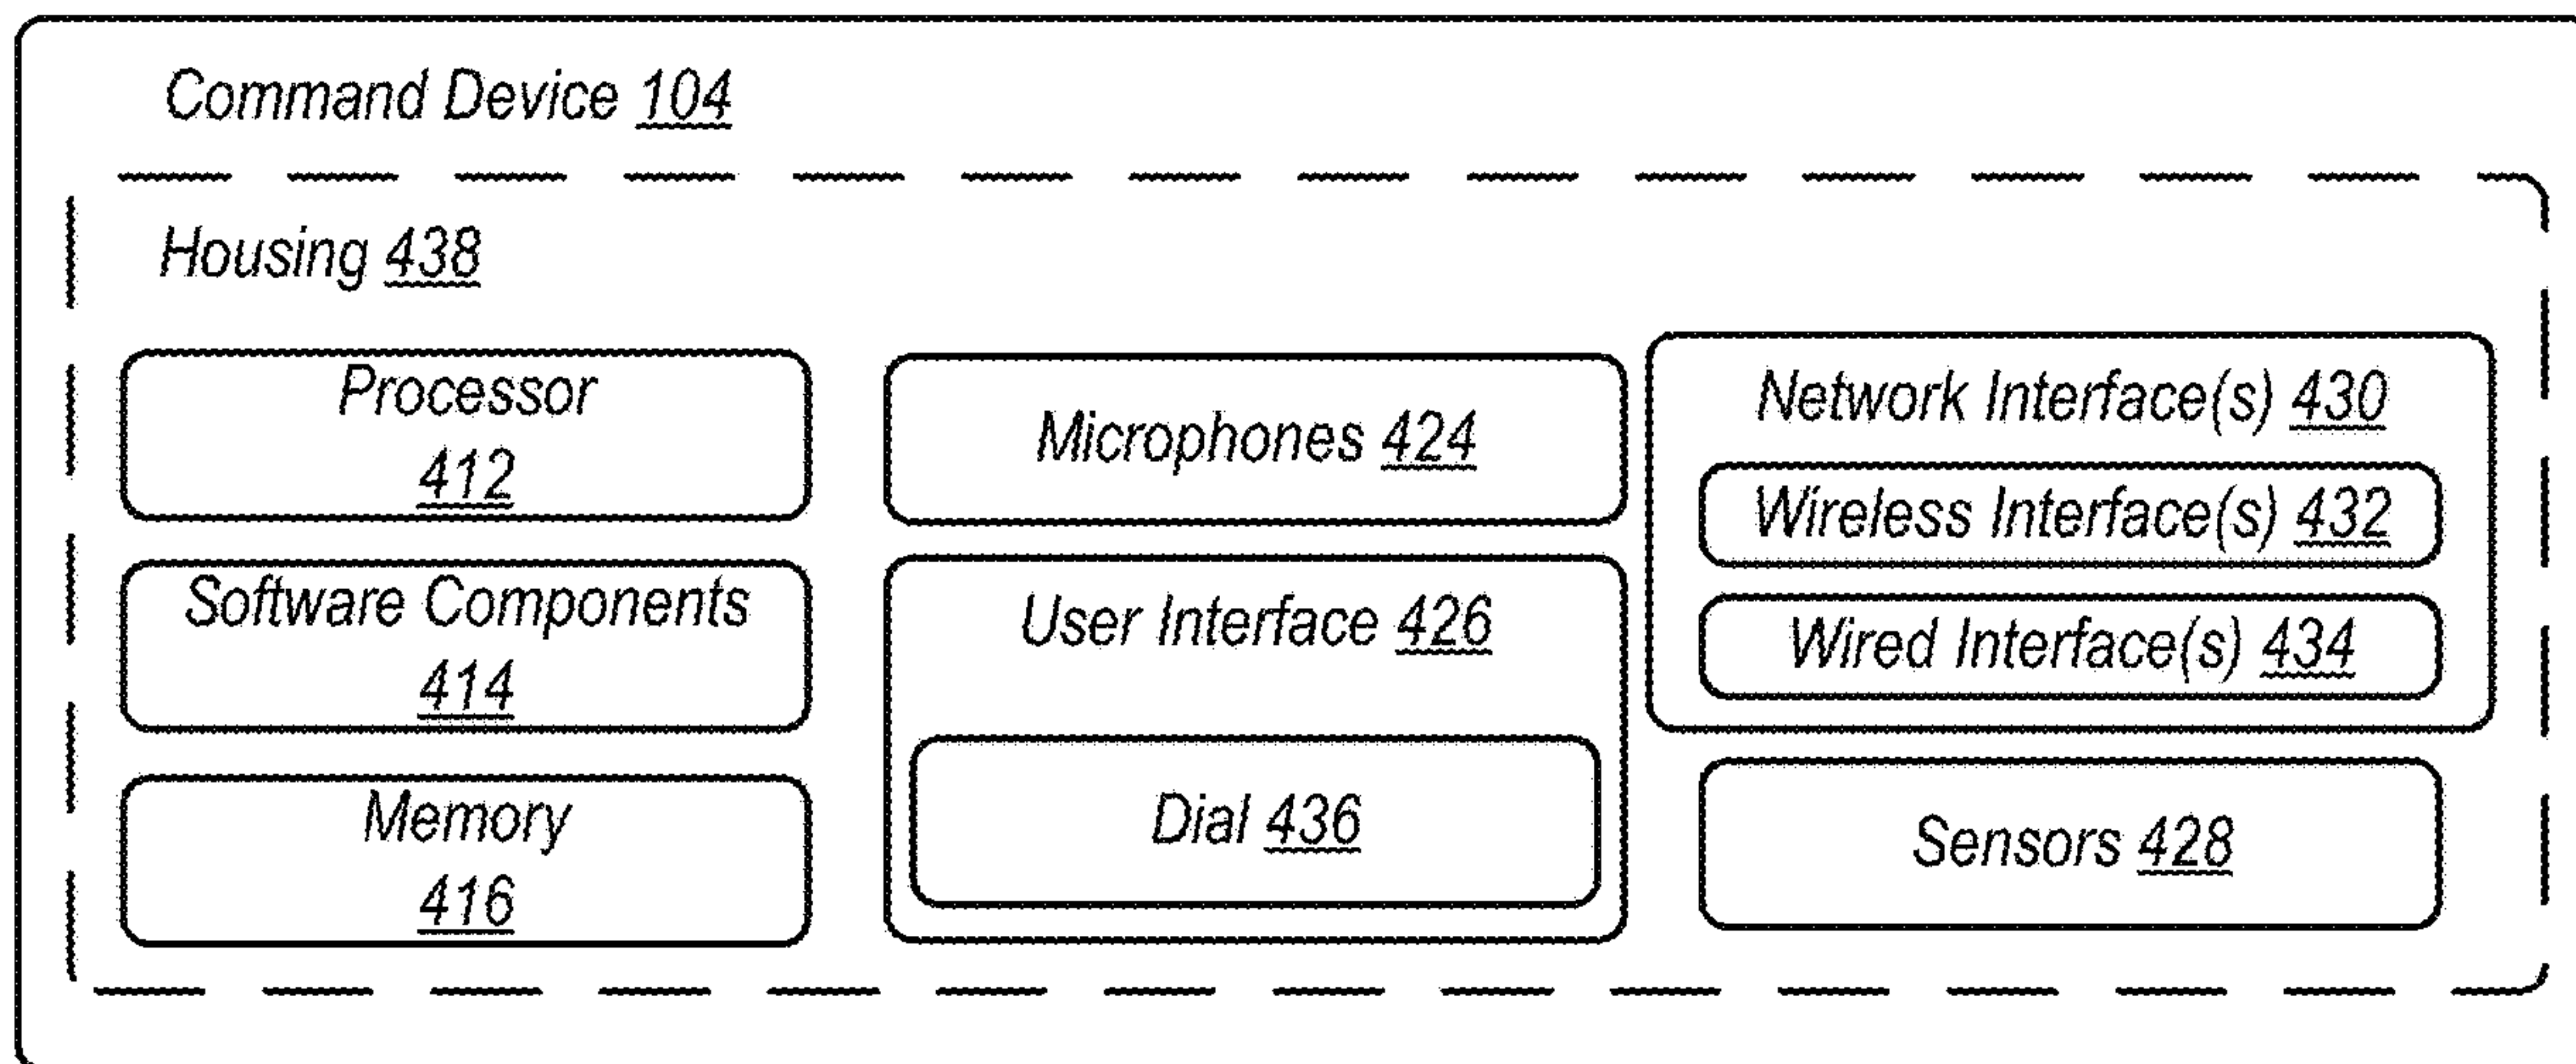 Command Device 104
Housing 438
Processor
412
Software Components
414
Memory
416
Microphones 424
User Interface 426
Dial 436
Network Interface(s) 430
Wireless Interface(s) 432
Wired Interface(s) 434
Sensors 428